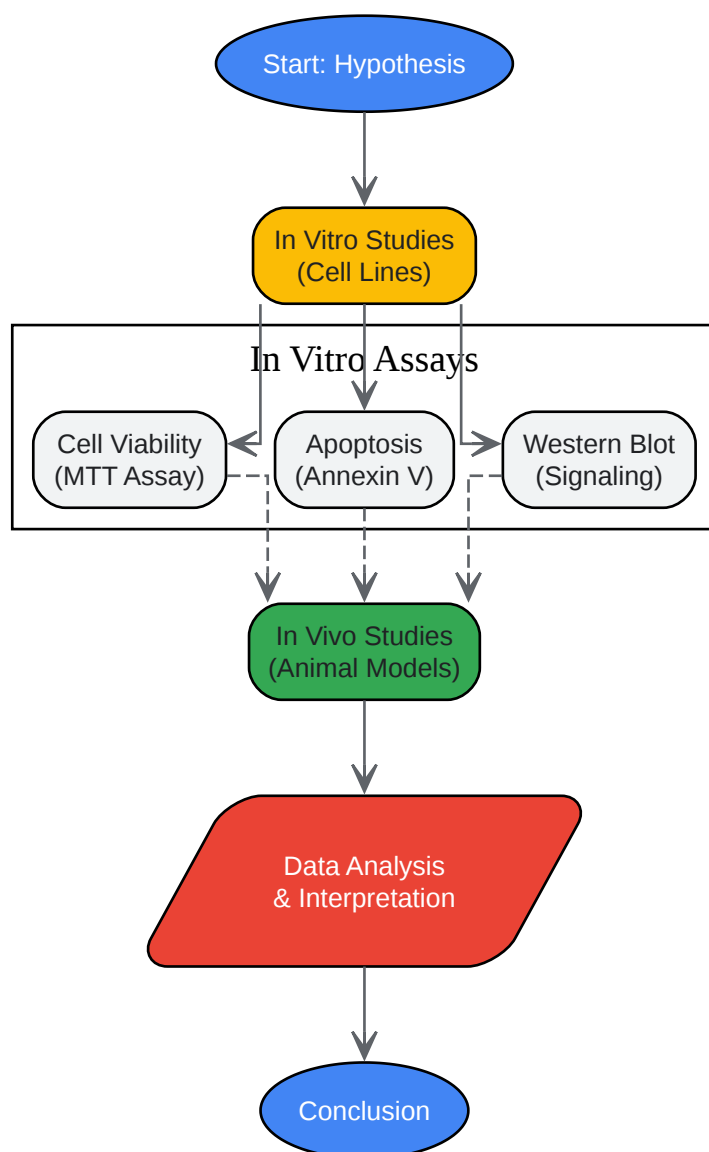 Start: Hypothesis
In Vitro Studies
(Cell Lines)
In Vitro Assays
Cell Viability
(MTT Assay)
Apoptosis
(Annexin V)
Western Blot
(Signaling)
In Vivo Studies
(Animal Models)
Data Analysis
& Interpretation
Conclusion